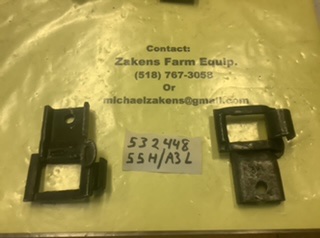 Contact:
Zakens Farm Equip.
(518) 767-3058
Or
michaelzakens@gmail.com
532448
55H/A3L